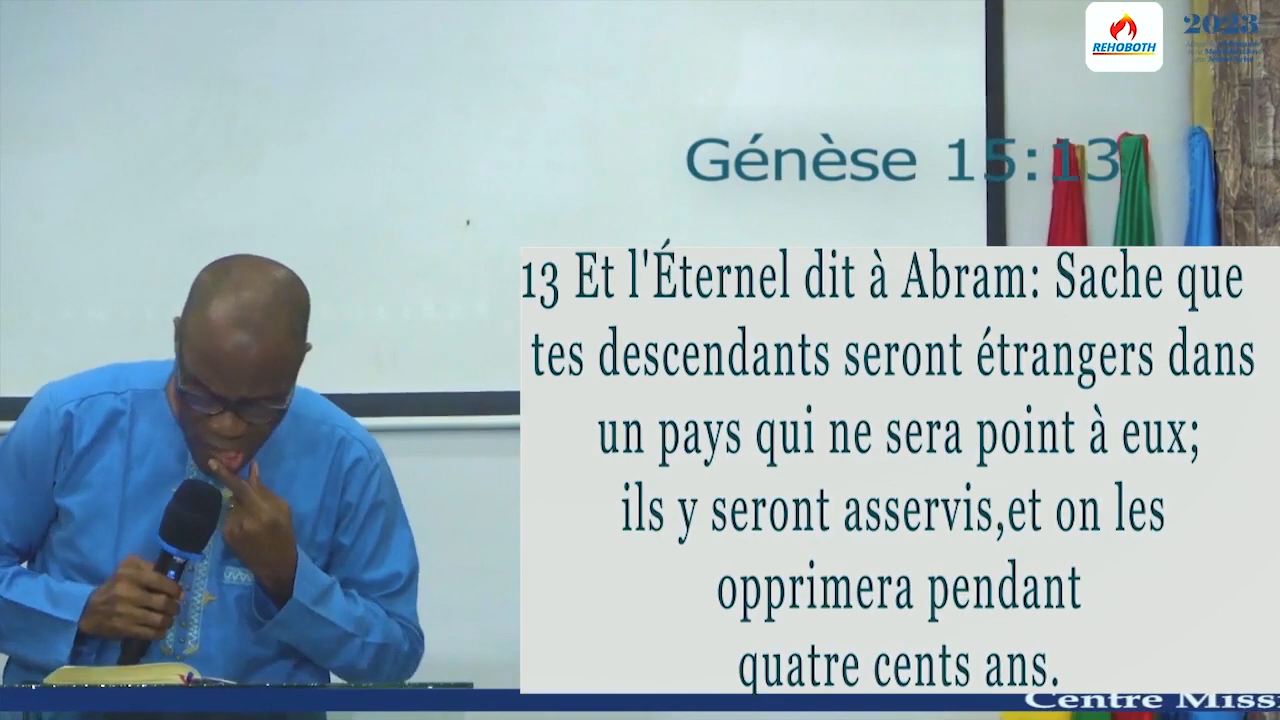 REHOBOTH
2023
Génèse 15:13
13 Et l'Éternel dit à Abram: Sache que
tes descendants seront étrangers dans
un pays qui ne sera point à eux;
ils y seront asservis,et on les
opprimera pendant
quatre cents ans.
Centre Miss